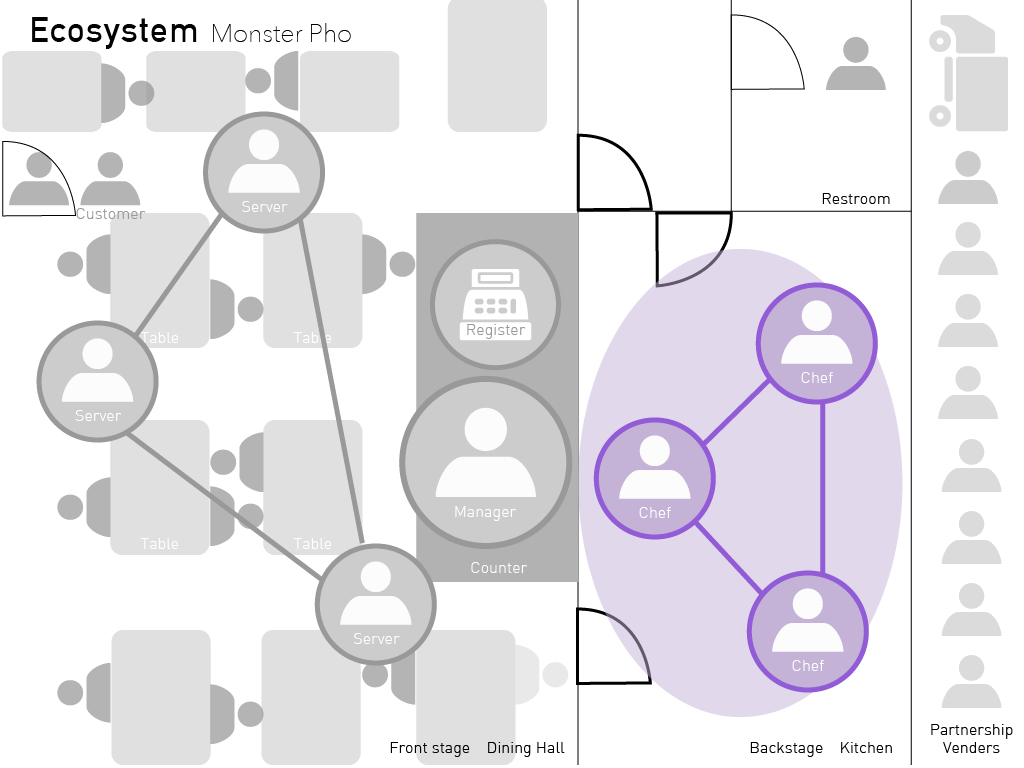 Ecosystem Monster Pho
Customer
Server
Restroom
Table
Table
Register
Server
Chef
Chef
Manager
Table
Table
Counter
Server
Chef
Front stage Dining Hall
Backstage Kitchen
Partnership
Venders